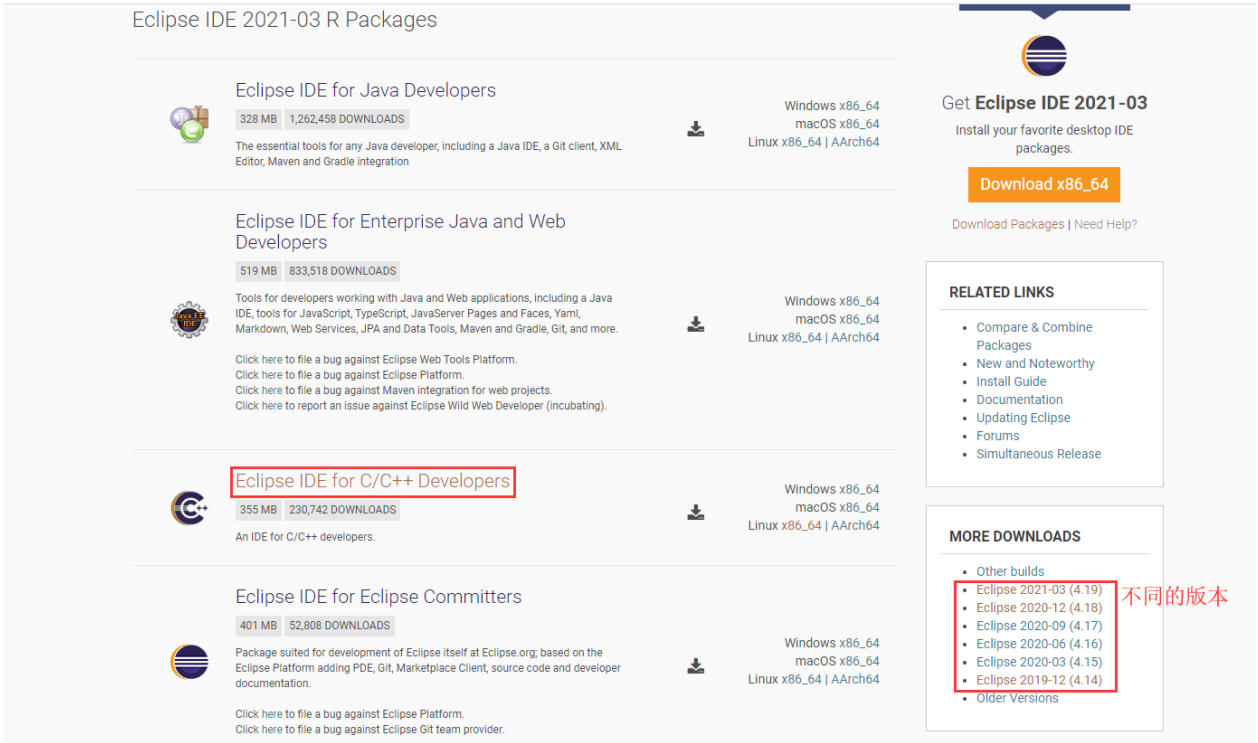 Eclipse IDE 2021-03 R Packages
Eclipse IDE for Java Developers
328 MB 1,262,458 DOWNLOADS
The essential tools for any Java developer, including a Java IDE, a Git client, XML
Editor, Maven and Gradle integration
Windows x86_64
macOS x86_64
Linux x86_64 | AArch64
Eclipse IDE for Enterprise Java and Web
Developers
519 MB 833,518 DOWNLOADS
Java EE
IDE
Tools for developers working with Java and Web applications, including a Java
IDE, tools for JavaScript, TypeScript, JavaServer Pages and Faces, Yaml,
Markdown, Web Services, JPA and Data Tools, Maven and Gradle, Git, and more.
Click here to file a bug against Eclipse Web Tools Platform.
Click here to file a bug against Eclipse Platform.
Click here to file a bug against Maven integration for web projects.
Click here to report an issue against Eclipse Wild Web Developer (incubating).
Windows x86_64
macOS x86_64
Linux x86_64 | AArch64
Eclipse IDE for C/C++ Developers
355 MB 230,742 DOWNLOADS
C++
An IDE for C/C++ developers.
Windows x86_64
macOS x86_64
Linux x86_64 | AArch64
Eclipse IDE for Eclipse Committers
401 MB 52,808 DOWNLOADS
Package suited for development of Eclipse itself at Eclipse.org; based on the
Eclipse Platform adding PDE, Git, Marketplace Client, source code and developer
documentation.
Click here to file a bug against Eclipse Platform.
Click here to file a bug against Eclipse Git team provider.
Windows x86_64
macOS x86_64
Linux x86_64 | AArch64
Get Eclipse IDE 2021-03
Install your favorite desktop IDE
packages.
Download x86_64
Download Packages | Need Help?
RELATED LINKS
Compare & Combine
Packages
New and Noteworthy
Install Guide
Documentation
Updating Eclipse
Forums
Simultaneous Release
MORE DOWNLOADS
Other builds
Eclipse 2021-03 (4.19)
不同的版本
Eclipse 2020-12 (4.18)
Eclipse 2020-09 (4.17)
Eclipse 2020-06 (4.16)
Eclipse 2020-03 (4.15)
Eclipse 2019-12 (4.14)
Older Versions